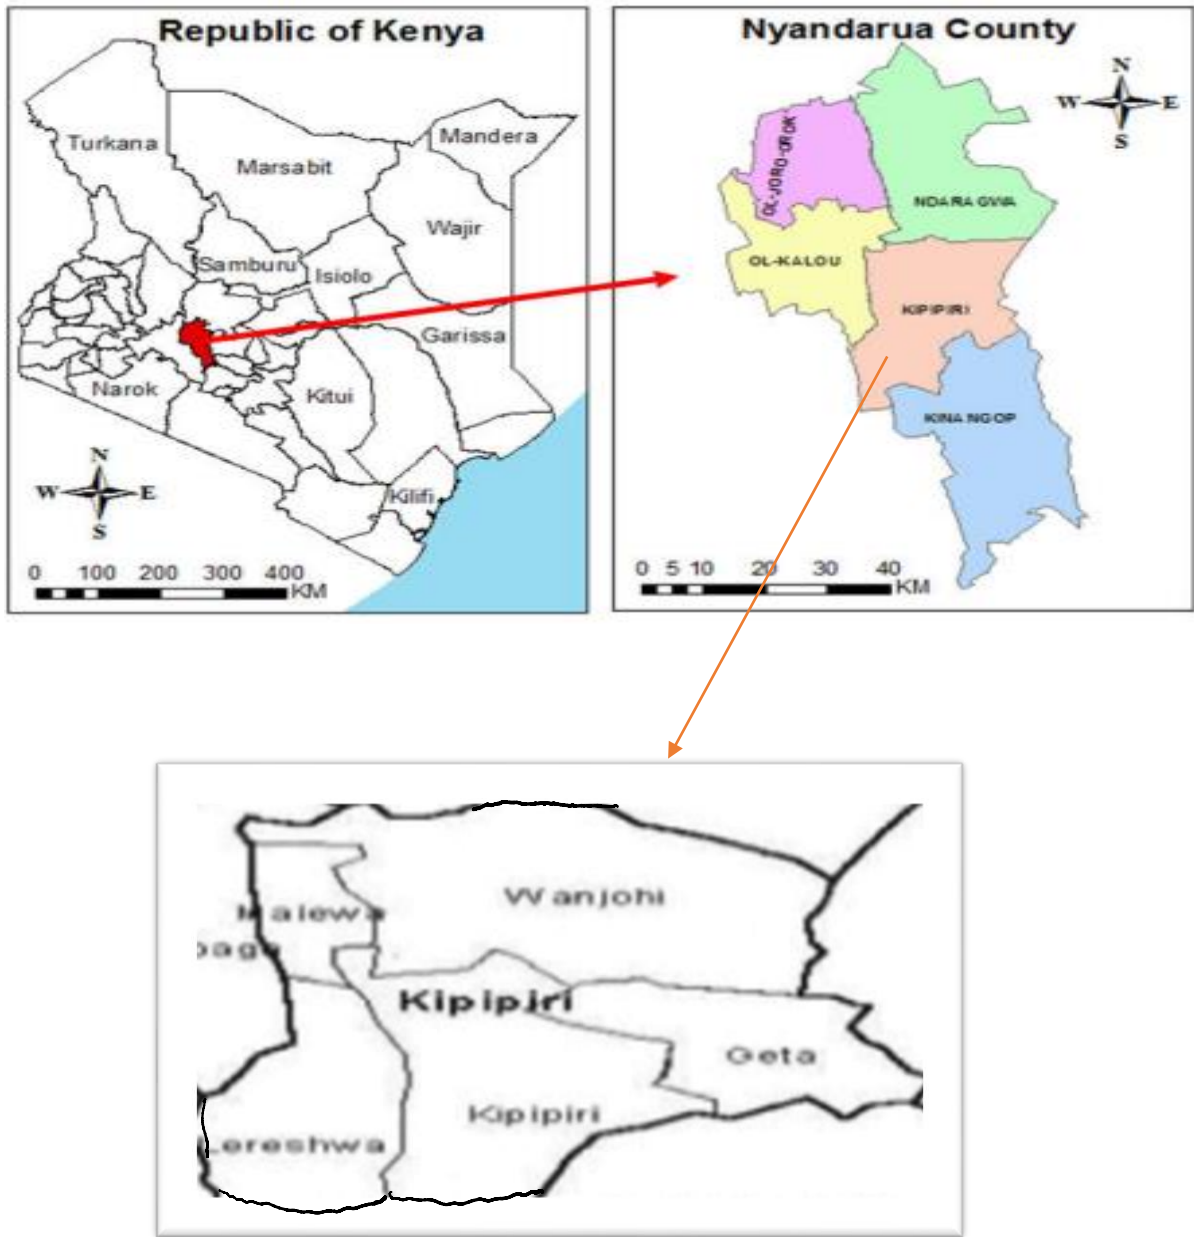 Republic of Kenya
Turkana
Marsabit
Mandera
Wajir
Samburu
Isiolo
Garissa
Narok
Kitui
Kilifi
N
W E
S
0 100 200 300 400
KM
Nyandarua County
N
W E
S
OL-JORO-OROK
NDARAGWA
OL-KALOU
KIPIPIRI
KINANGOP
0 5 10 20 30 40
KM
Wanjohi
Malewa
Kipipiri
Geta
Kipipiri
Lereshwa